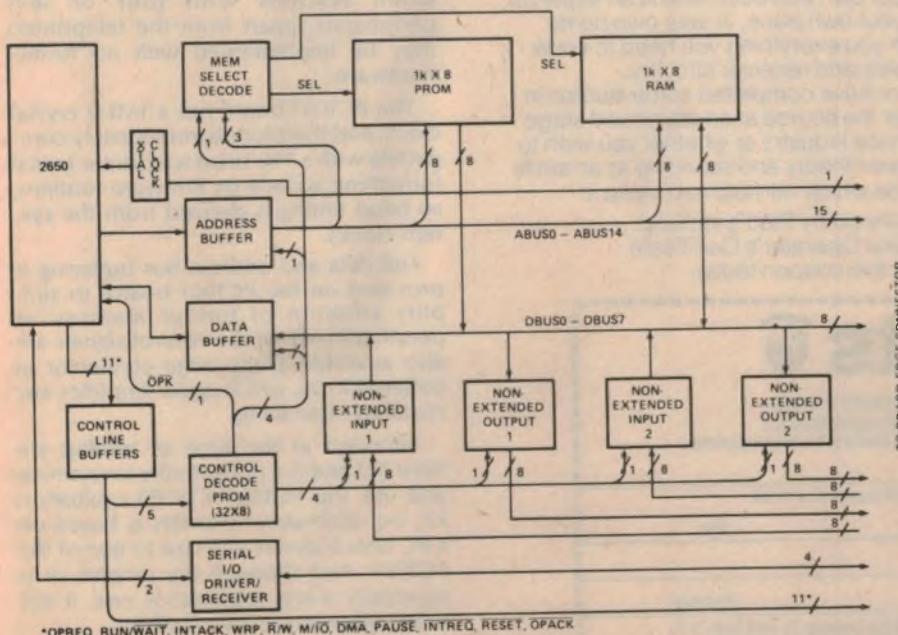 MEM
SELECT
DECODE
SEL
1k X 8
PROM
SEL
1k X 8
RAM
1
1
8
8
8
8
2650
XTAL
CLOCK
1
15
ADDRESS
BUFFER
ABUS0 – ABUS14
1
DATA
BUFFER
DBUS0 – DBUS7
8
1
11*
OPK
1
4
NON-
EXTENDED
INPUT
1
NON-
EXTENDED
OUTPUT
1
NON-
EXTENDED
INPUT
2
NON-
EXTENDED
OUTPUT
2
CONTROL
LINE
BUFFERS
CONTROL
DECODE
PROM
(32X8)
1
8
1
8
1
8
1
8
4
5
8
8
8
8
SERIAL
I/O
DRIVER/
RECEIVER
2
4
11*
*OPREQ, RUN/WAIT, INTACK, WRP, R/W, M/IO, DMA, PAUSE, INTREQ, RESET, OPACK